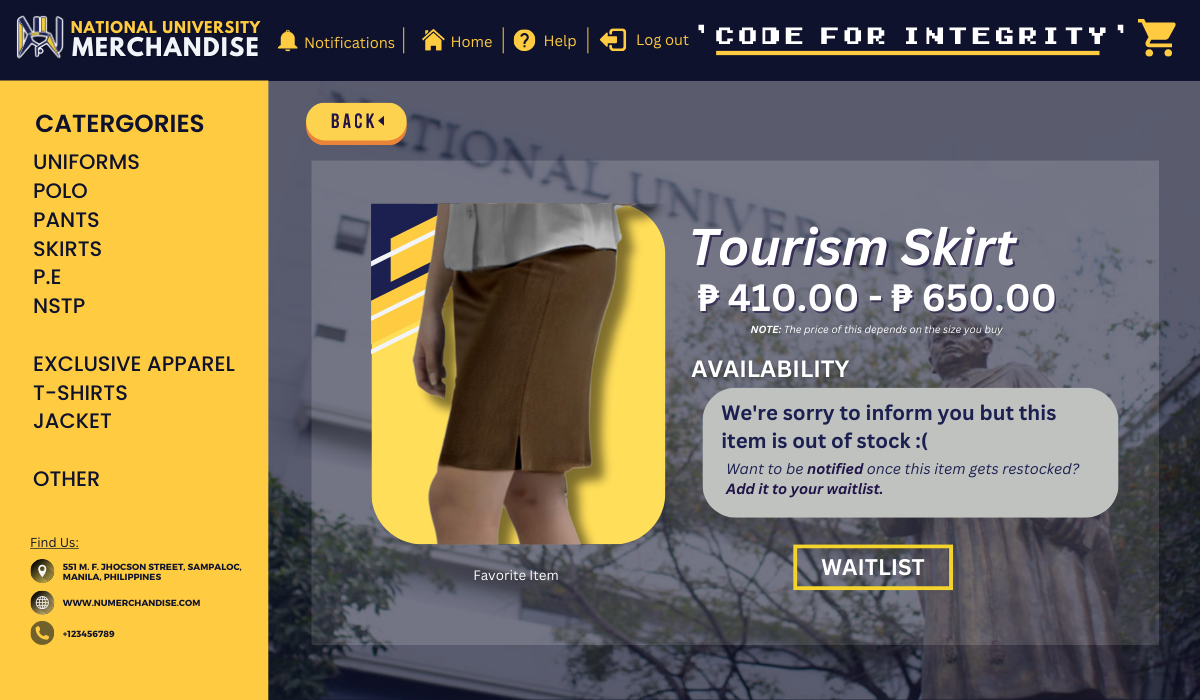 NATIONAL UNIVERSITY
MERCHANDISE
Notifications
Home
Help
Log out
'CODE FOR INTEGRITY'
CATERGORIES
UNIFORMS
POLO
PANTS
SKIRTS
P.E
NSTP
EXCLUSIVE APPAREL
T-SHIRTS
JACKET
OTHER
Find Us:
551 M. F. JHOCSON STREET, SAMPALOC,
MANILA, PHILIPPINES
WWW.NUMERCHANDISE.COM
+123456789
BACK
NATIONAL UNIVERS
Tourism Skirt
₱ 410.00 - ₱ 650.00
NOTE: The price of this depends on the size you buy
AVAILABILITY
We're sorry to inform you but this
item is out of stock :(
Want to be notified once this item gets restocked?
Add it to your waitlist.
WAITLIST
Favorite Item